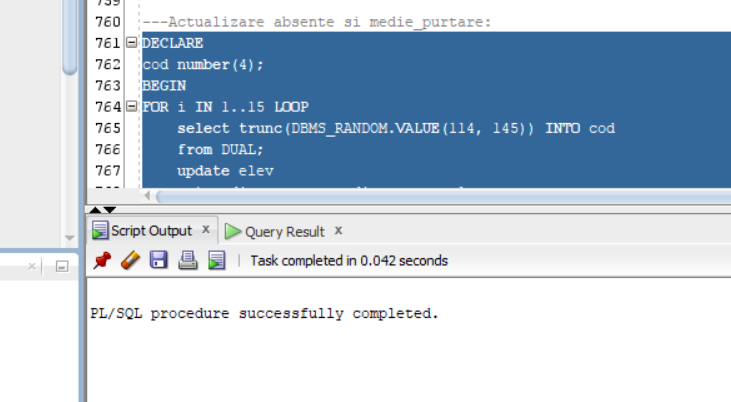 760 ---Actualizare absente si medie_purtare:
761 DECLARE
762 cod number(4);
763 BEGIN
764 FOR i IN 1..15 LOOP
765 select trunc(DBMS_RANDOM.VALUE(114, 145)) INTO cod
766 from DUAL;
767 update elev
Script Output x Query Result x
Task completed in 0.042 seconds
PL/SQL procedure successfully completed.